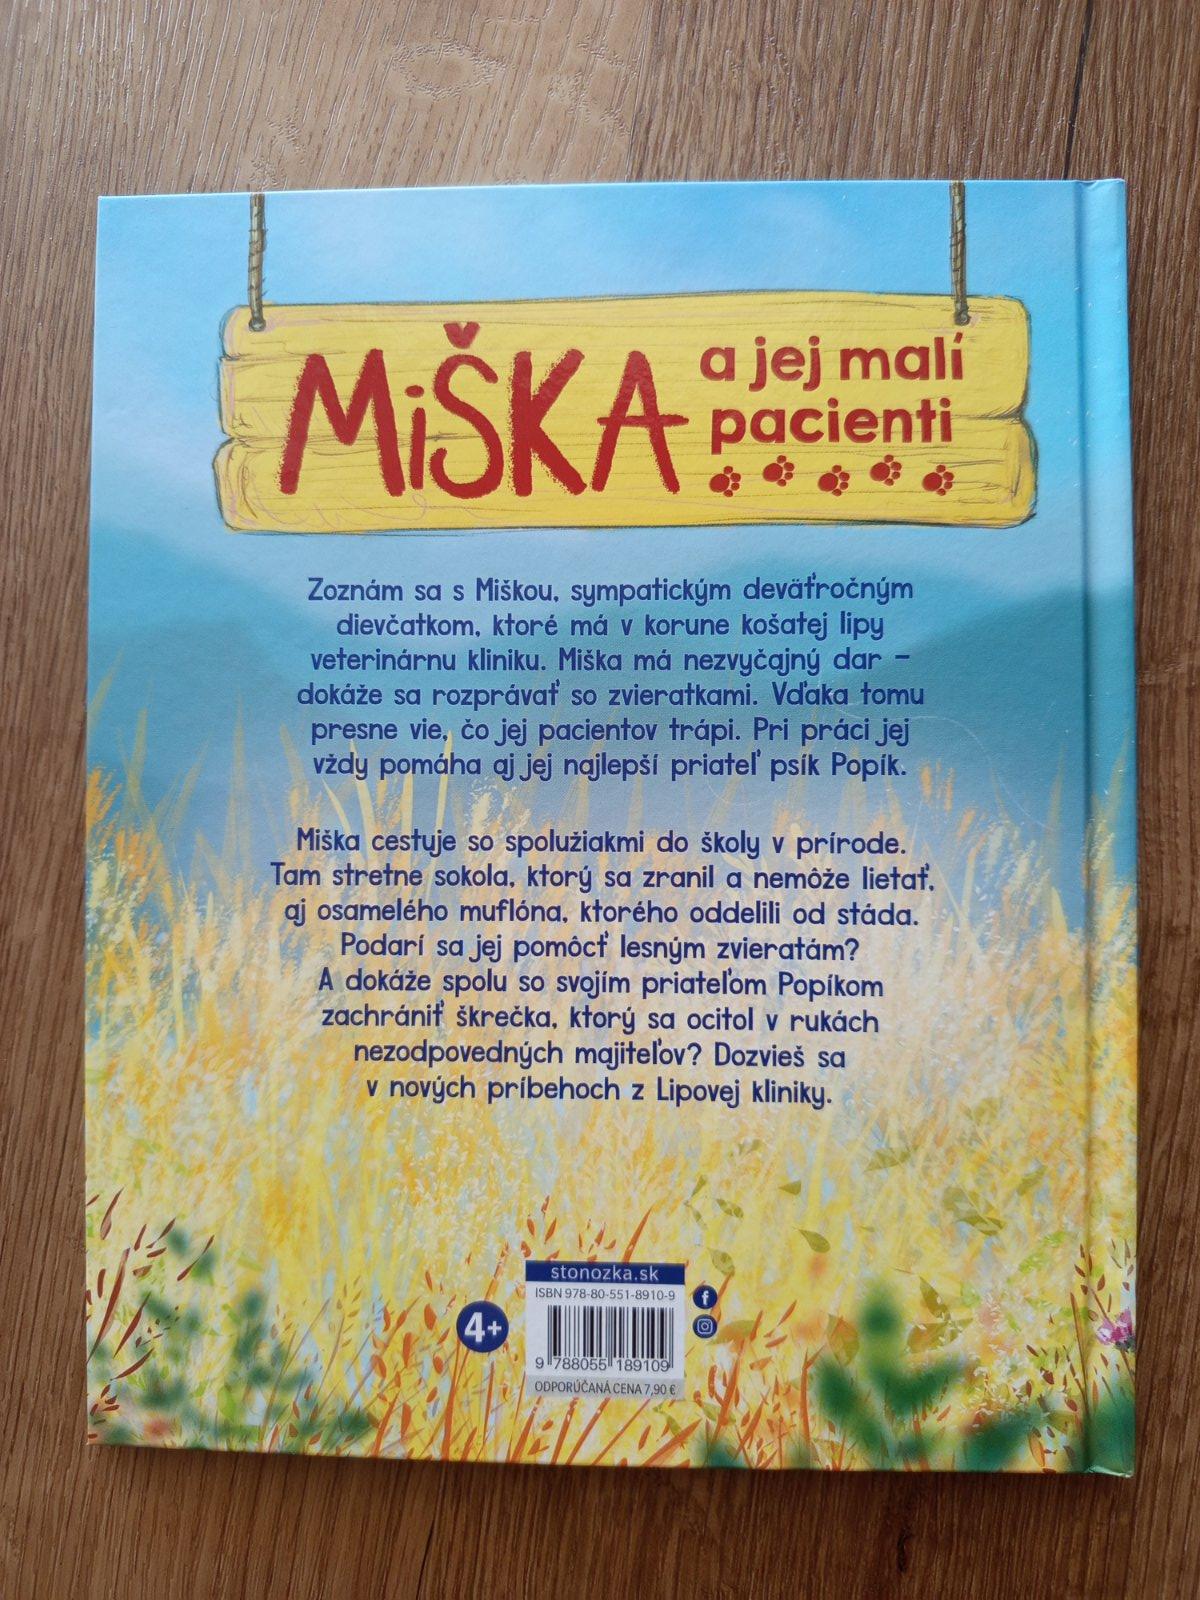 MiŠKA
a jej malí
pacienti
Zoznám sa s Miškou, sympatickým deväťročným
dievčatkom, ktoré má v korune košatej lipy
veterinárnu kliniku. Miška má nezvyčajný dar –
dokáže sa rozprávať so zvieratkami. Vďaka tomu
presne vie, čo jej pacientov trápi. Pri práci jej
vždy pomáha aj jej najlepší priateľ psík Popík.
Miška cestuje so spolužiakmi do školy v prírode.
Tam stretne sokola, ktorý sa zranil a nemôže lietať,
aj osamelého muflóna, ktorého oddelili od stáda.
Podarí sa jej pomôcť lesným zvieratám?
A dokáže spolu so svojím priateľom Popíkom
zachrániť škrečka, ktorý sa ocitol v rukách
nezodpovedných majiteľov? Dozvieš sa
v nových príbehoch z Lipovej kliniky.
4+
stonozka.sk
ISBN 978-80-551-8910-9
9 788055 189109
ODPORÚČANÁ CENA 7,90 €